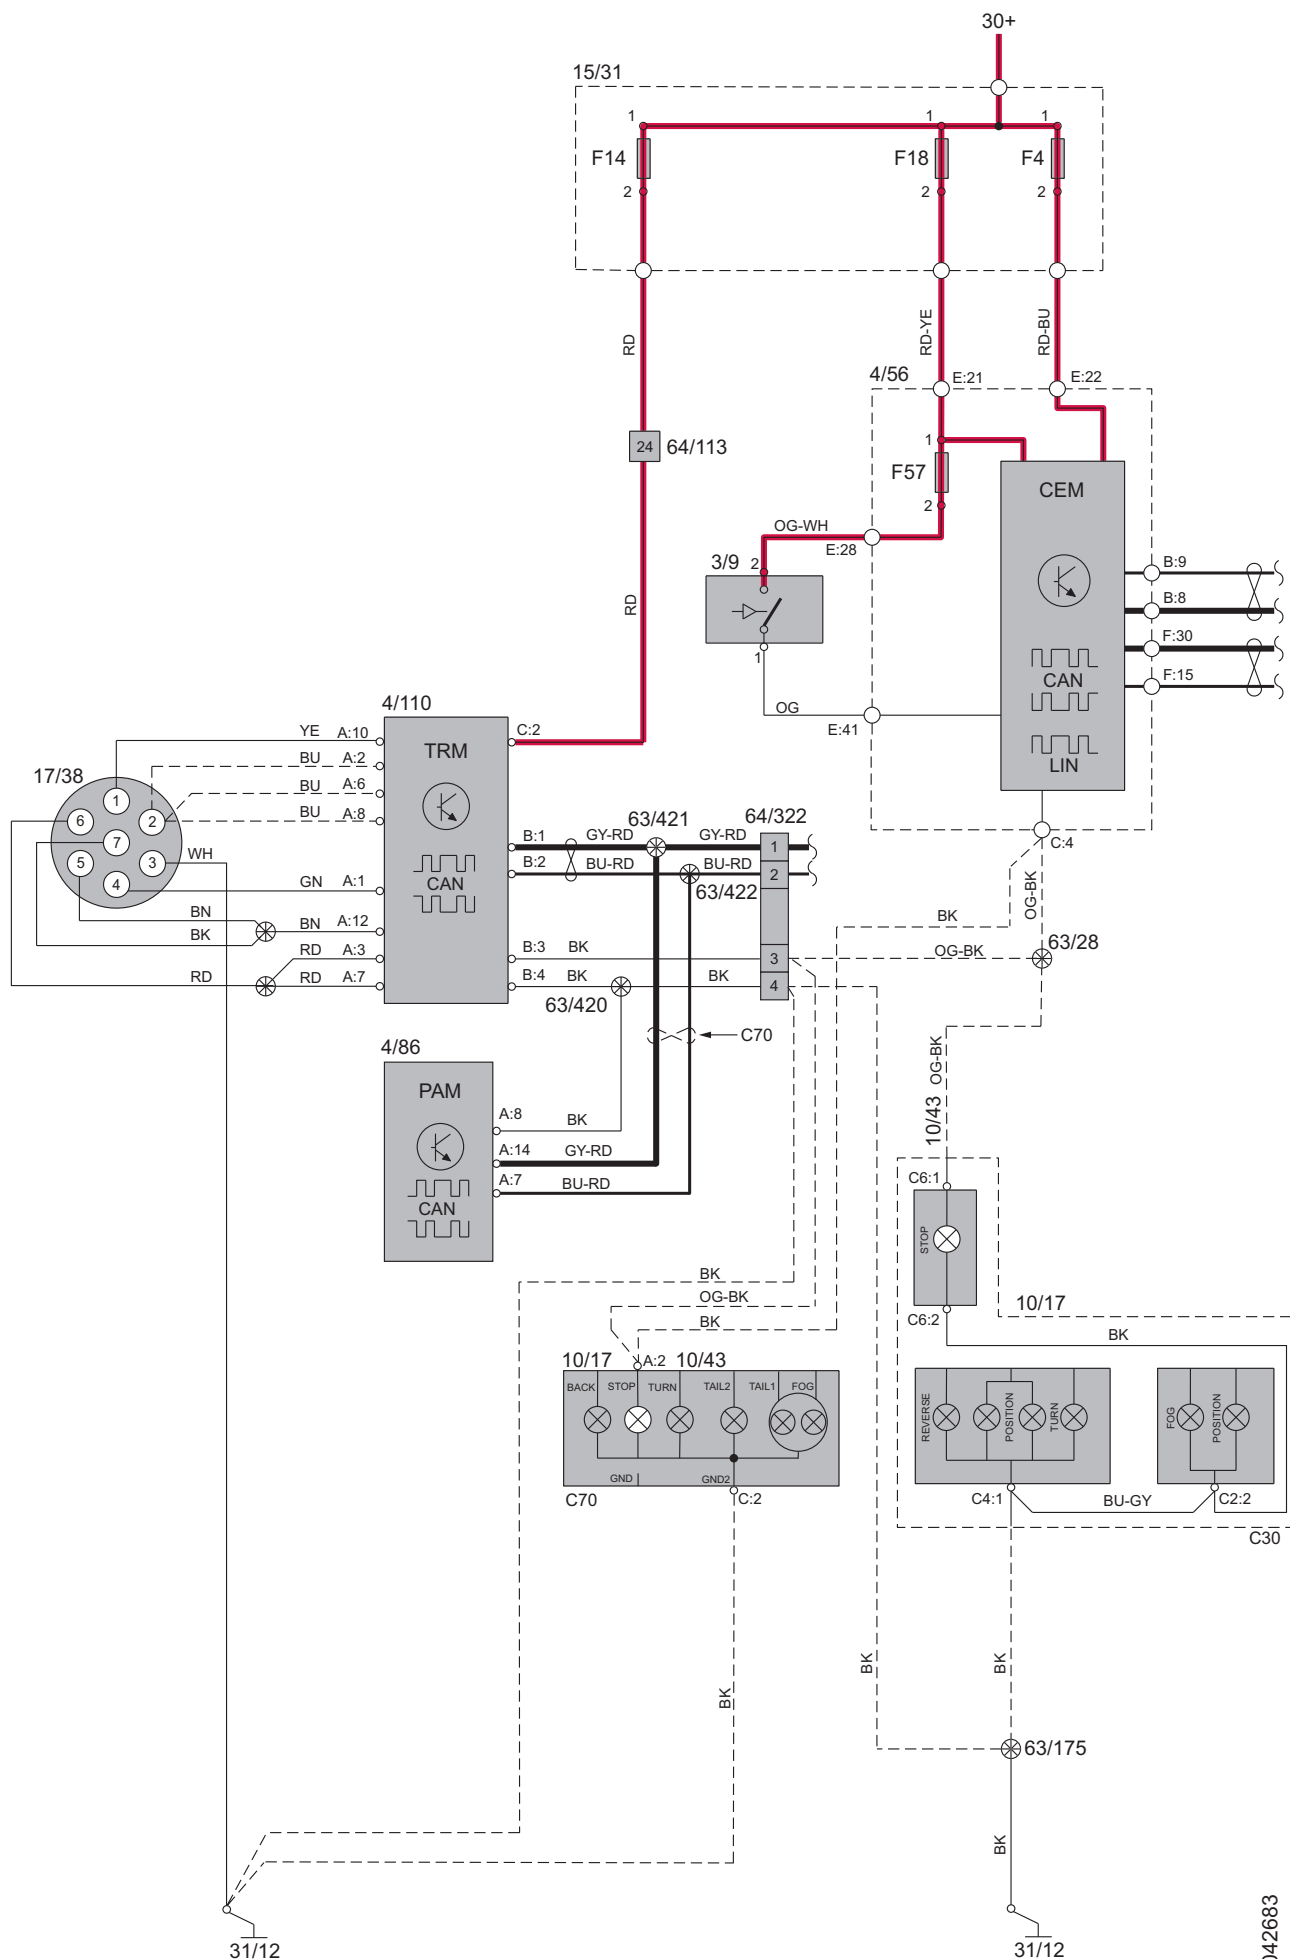 30+
15/31
1
1
1
F14
F18
F4
2
2
2
RD
RD-YE
RD-BU
4/56
E:21
E:22
24
64/113
1
F57
2
CEM
OG-WH
E:28
3/9
2
B:9
B:8
RD
F:30
1
CAN
F:15
4/110
OG
E:41
YE
A:10
C:2
TRM
LIN
BU
A:2
17/38
BU
A:6
1
6
2
BU
A:8
63/421
64/322
7
B:1
GY-RD
GY-RD
1
C:4
5
3
WH
B:2
BU-RD
BU-RD
2
4
GN
A:1
CAN
63/422
OG-BK
BN
BN
A:12
BK
BK
RD
A:3
B:3
BK
3
OG-BK
63/28
RD
RD
A:7
B:4
BK
BK
4
63/420
C70
OG-BK
4/86
PAM
A:8
BK
10/43
A:14
GY-RD
C6:1
A:7
BU-RD
CAN
STOP
BK
OG-BK
BK
C6:2
10/17
BK
10/17
A:2
10/43
BACK
STOP
TURN
TAIL2
TAIL1
FOG
REVERSE
POSITION
TURN
FOG
POSITION
GND
GND2
C70
C:2
C4:1
BU-GY
C2:2
C30
BK
BK
BK
63/175
BK
31/12
31/12
042683